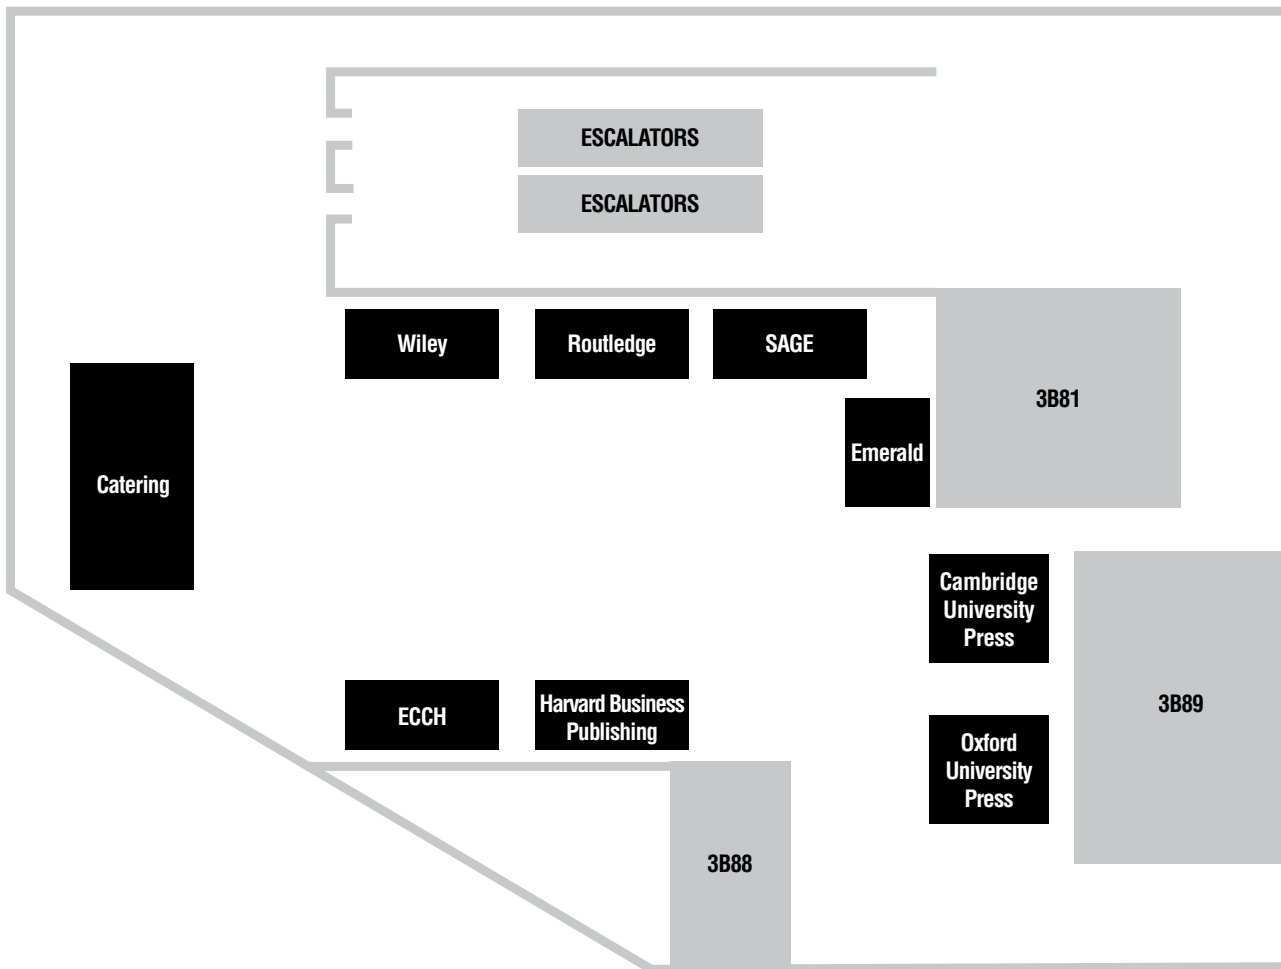 ESCALATORS
ESCALATORS
Wiley
Routledge
SAGE
3B81
Emerald
Catering
Cambridge
University
Press
ECCH
Harvard Business
Publishing
3B89
Oxford
University
Press
3B88